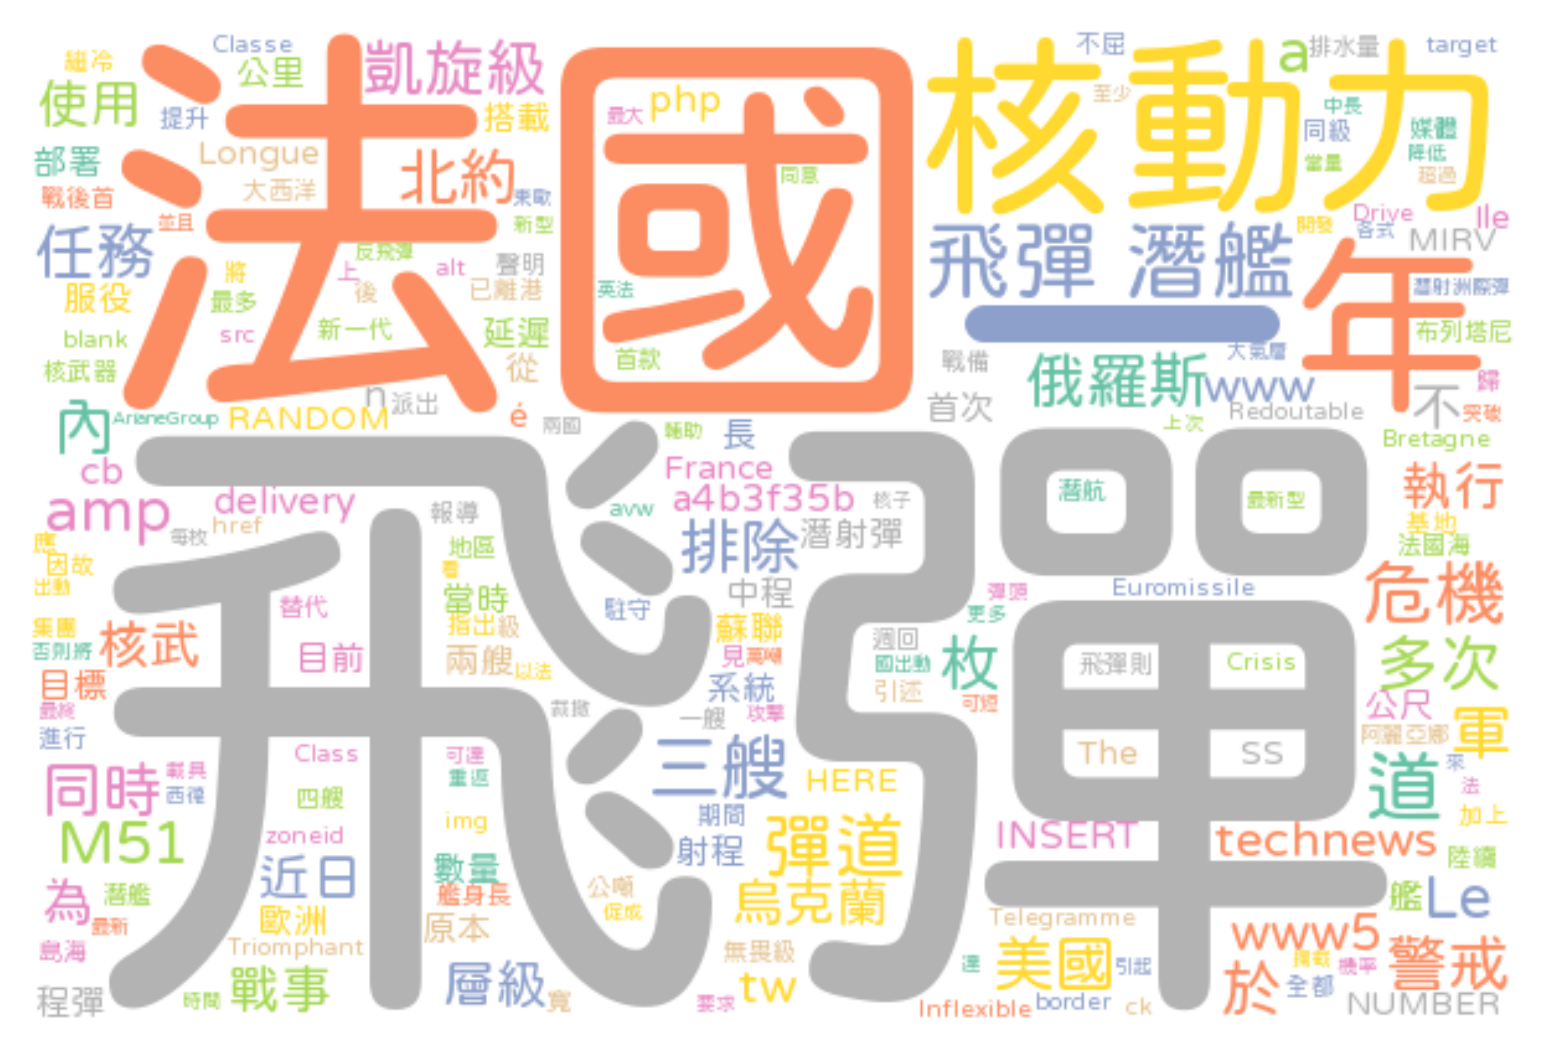 法國
核動力
飛彈
飛彈 潛艦
一
年
繼冷
Classe
公里
凱旋級
使用
提升
搭載
php
最大
不屈
a
排水量
target
至少
中長
同級
媒體
降低
當量
超過
部署
Longue
大西洋
北約
東歐
戰後首
並且
新型
同意
任務
反飛彈
上
alt
聲明
將
後
已離港
服役
最多
英法
src
新一代
延遲
blank
從
首款
核武器
開發
Drive
各式
Ile
MIRV
潛射洲際彈
布列塔尼
大氣層
戰備
俄羅斯
www
歸
不
突破
首次
Redoutable
上次
Bretagne
n
派出
é
兩國
內
ArianeGroup
RANDOM
輔助
長
cb
France
amp
delivery
a4b3f35b
核子
潛航
最新型
執行
avw
報導
href
每枚
排除
潛射彈
基地
法國海
應
因故
出動
地區
看
中程
替代
當時
駐守
Euromissile
彈頭
更多
危機
集團
指出
級
蘇聯
否則將
核武
目前
兩艘
以法
見
萬噸
週回
國出動
枚
飛彈則
Crisis
多次
目標
系統
引述
最終
裁撤
一艘
攻擊
可短
公尺
進行
阿麗亞娜
軍
Class
可達
三艘
The
SS
同時
載具
西徑
重返
HERE
道
來
法
四艘
期間
加上
M51
zoneid
img
射程
彈道
INSERT
technews
陸續
近日
數量
為
潛艦
艦身長
公噸
促成
烏克蘭
艦
Le
最新
歐洲
原本
Telegramme
www5
島海
Triomphant
無畏級
美國
引起
達
攔截
機率
警戒
程彈
時間
戰事
層級
寬
要求
tw
Inflexible
border
ck
於
全都
NUMBER